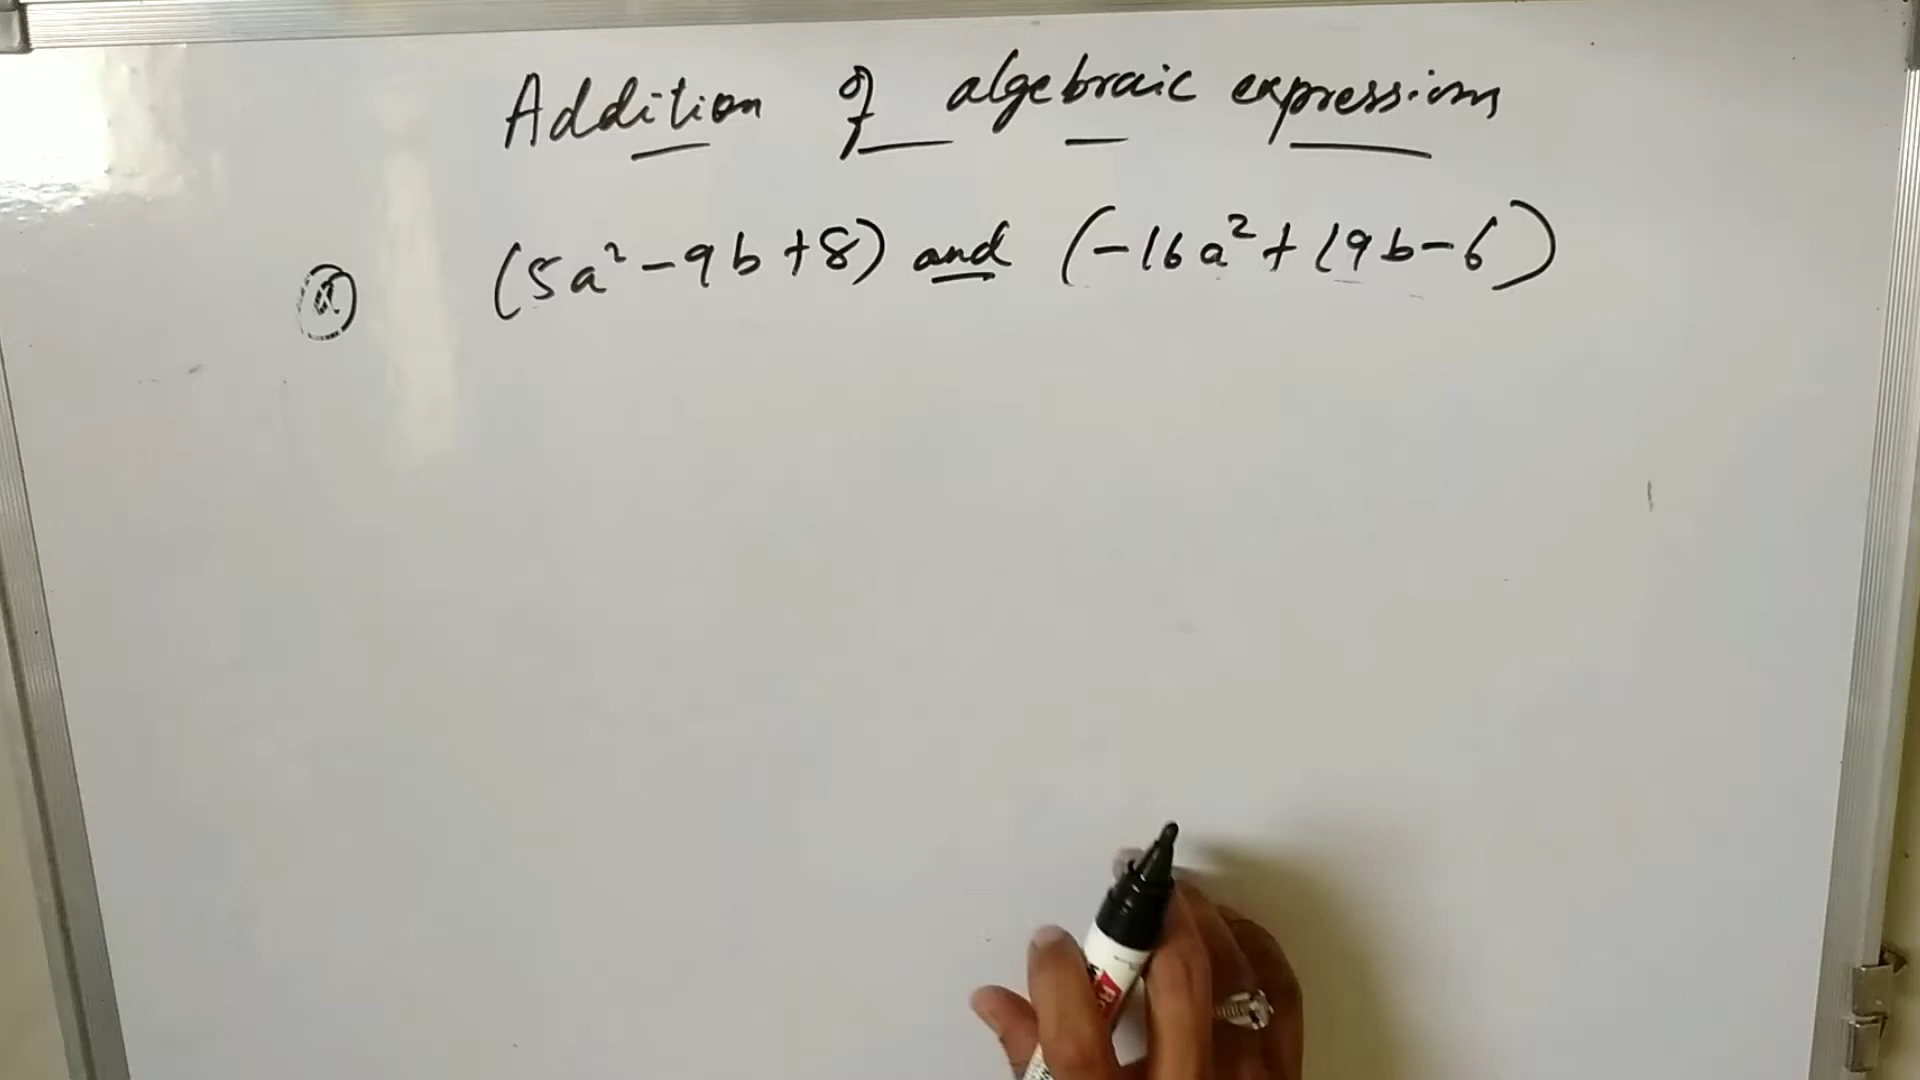 Addition of algebraic expressions
(a) (5a² - 9b + 8) and (-16a² + 19b - 6)